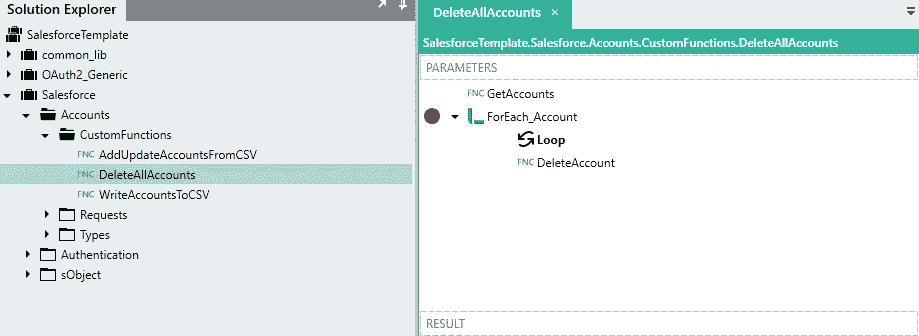 Solution Explorer
SalesforceTemplate
common_lib
OAuth2_Generic
Salesforce
Accounts
CustomFunctions
FNC AddUpdateAccountsFromCSV
FNC DeleteAllAccounts
FNC WriteAccountsToCSV
Requests
Types
Authentication
sObject
DeleteAllAccounts ×
SalesforceTemplate.Salesforce.Accounts.CustomFunctions.DeleteAllAccounts
PARAMETERS
FNC GetAccounts
ForEach_Account
Loop
FNC DeleteAccount
RESULT